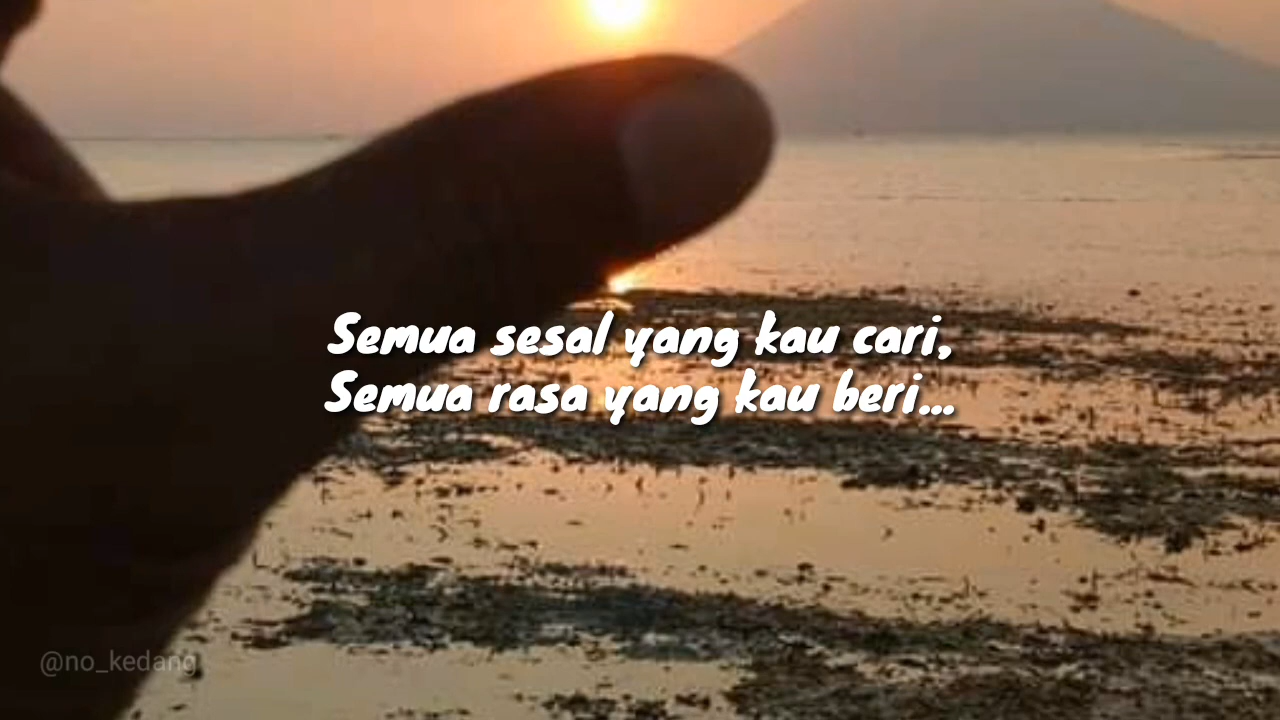 Semua sesal yang kau cari,
Semua rasa yang kau beri...
@no_kedang